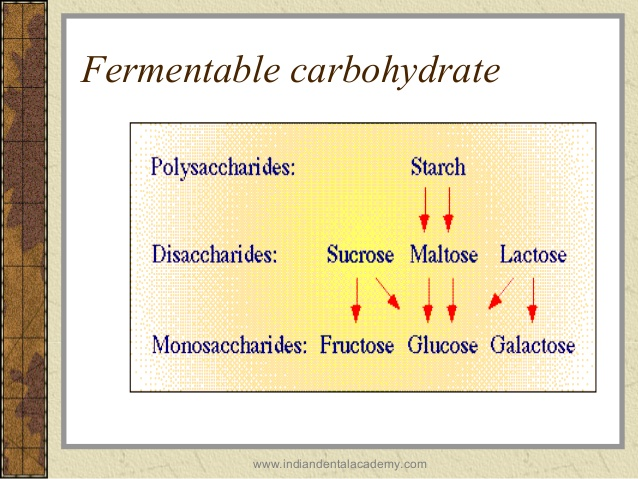 Fermentable carbohydrate
Polysaccharides: Starch
Disaccharides: Sucrose Maltose Lactose
Monosaccharides: Fructose Glucose Galactose
www.indiandentalacademy.com